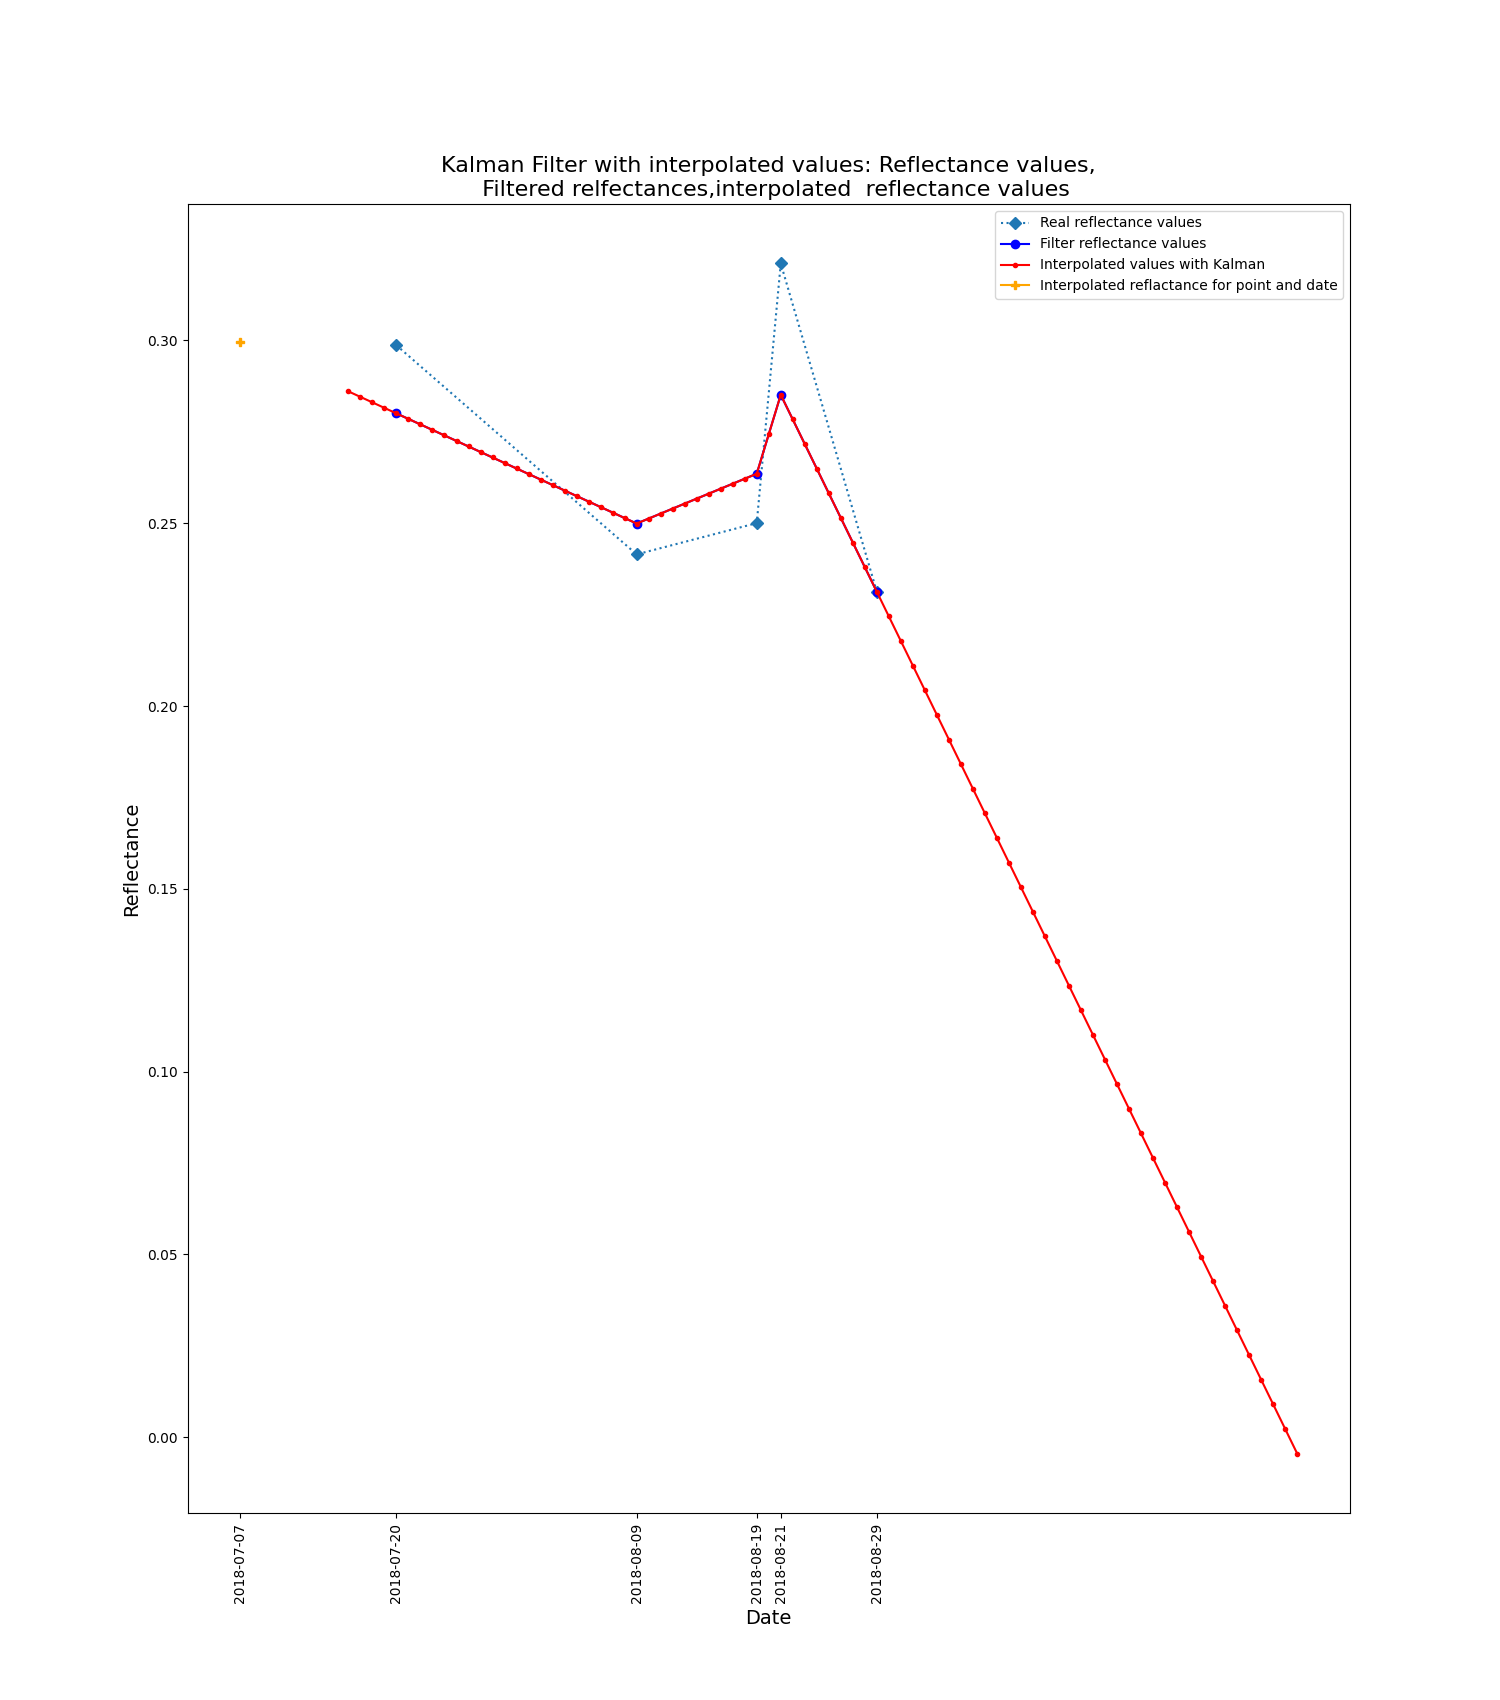 Kalman Filter with interpolated values: Reflectance values,
Filtered relfectances,interpolated  reflectance values
Real reflectance values
Filter reflectance values
Interpolated values with Kalman
Interpolated reflactance for point and date
0.30
0.25
0.20
0.15
0.10
0.05
0.00
Reflectance
2018-07-07
2018-07-20
2018-08-09
2018-08-19
2018-08-21
2018-08-29
Date